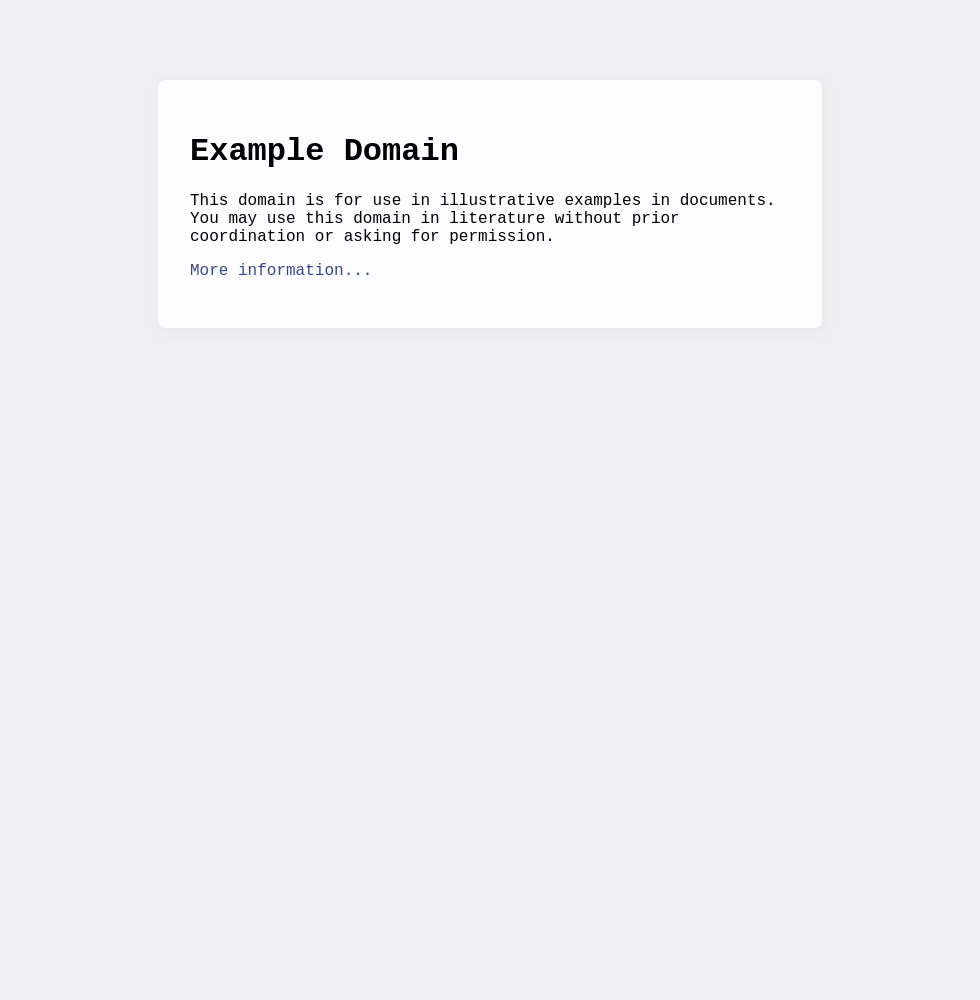 Example Domain
This domain is for use in illustrative examples in documents.
You may use this domain in literature without prior
coordination or asking for permission.
More information...